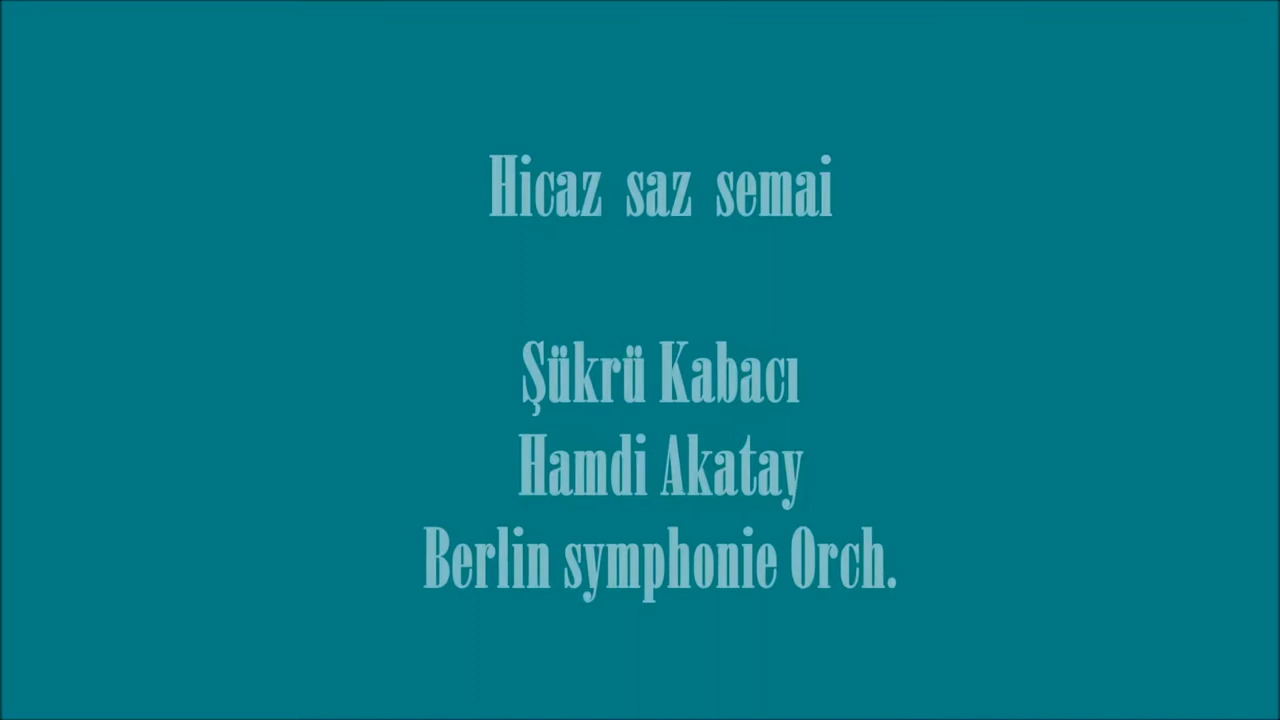 Hicaz saz semai
Şükrü Kabacı
Hamdi Akatay
Berlin symphonie Orch.